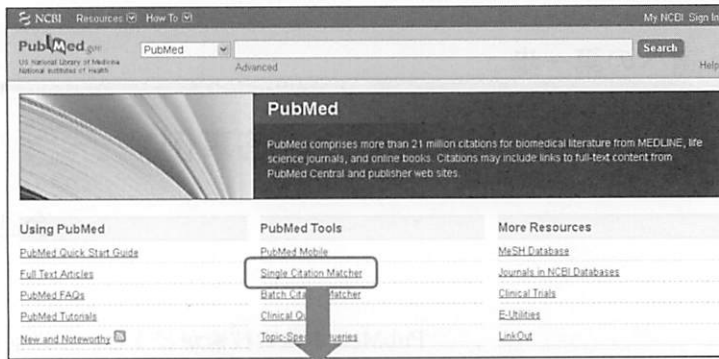 NCBI Resources How To My NCBI Sign In
PubMed.gov
US National Library of Medicine
National Institutes of Health
PubMed
Search
Advanced
Help
PubMed
PubMed comprises more than 21 million citations for biomedical literature from MEDLINE, life
science journals, and online books. Citations may include links to full-text content from
PubMed Central and publisher web sites.
Using PubMed
PubMed Quick Start Guide
Full Text Articles
PubMed FAQs
PubMed Tutorials
New and Noteworthy
PubMed Tools
PubMed Mobile
Single Citation Matcher
Batch Matcher
Clinical
More Resources
MeSH Database
Journals in NCBI Databases
Clinical Trials
E-Utilities
LinkOut